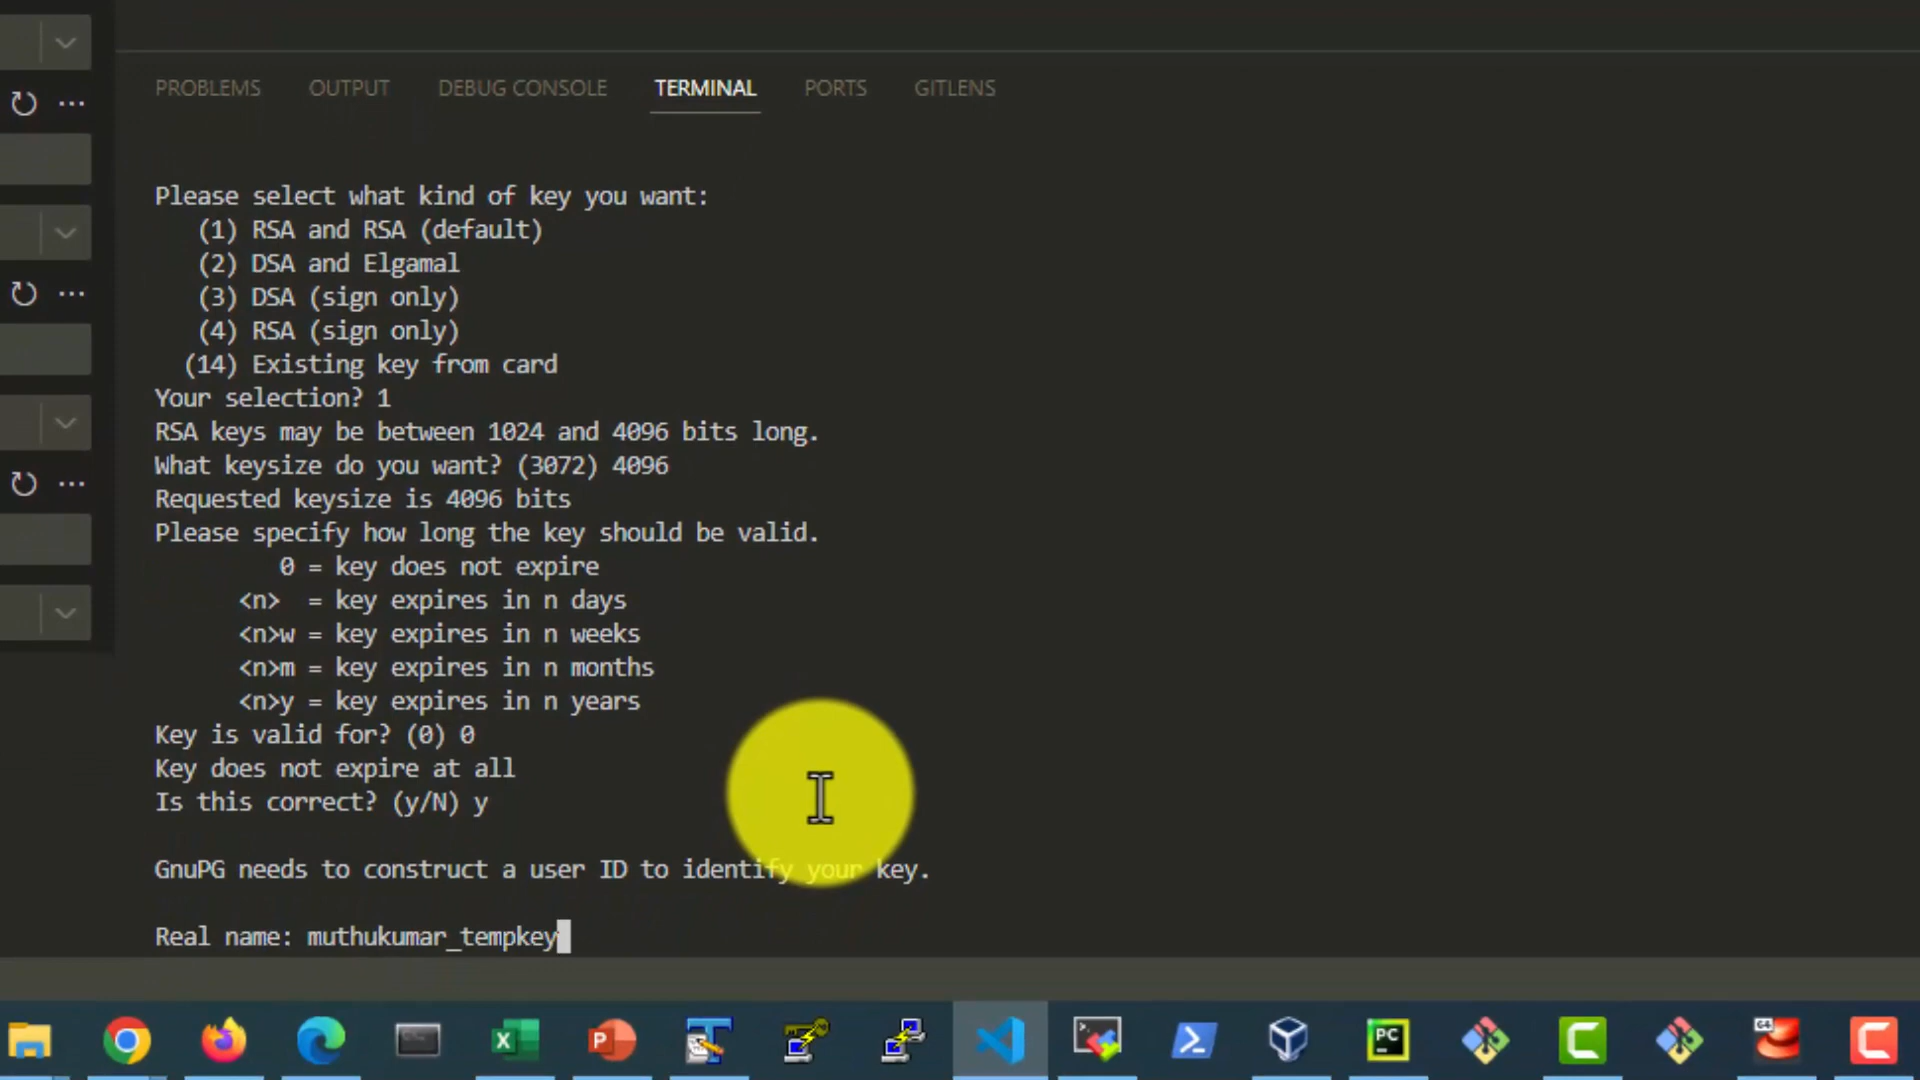 PROBLEMS OUTPUT DEBUG CONSOLE TERMINAL PORTS GITLENS
Please select what kind of key you want:
(1) RSA and RSA (default)
(2) DSA and Elgamal
(3) DSA (sign only)
(4) RSA (sign only)
(14) Existing key from card
Your selection? 1
RSA keys may be between 1024 and 4096 bits long.
What keysize do you want? (3072) 4096
Requested keysize is 4096 bits
Please specify how long the key should be valid.
0 = key does not expire
<n>  = key expires in n days
<n>w = key expires in n weeks
<n>m = key expires in n months
<n>y = key expires in n years
Key is valid for? (0) 0
Key does not expire at all
Is this correct? (y/N) y
GnuPG needs to construct a user ID to identify your key.
Real name: muthukumar_tempkey
X P T PC C C